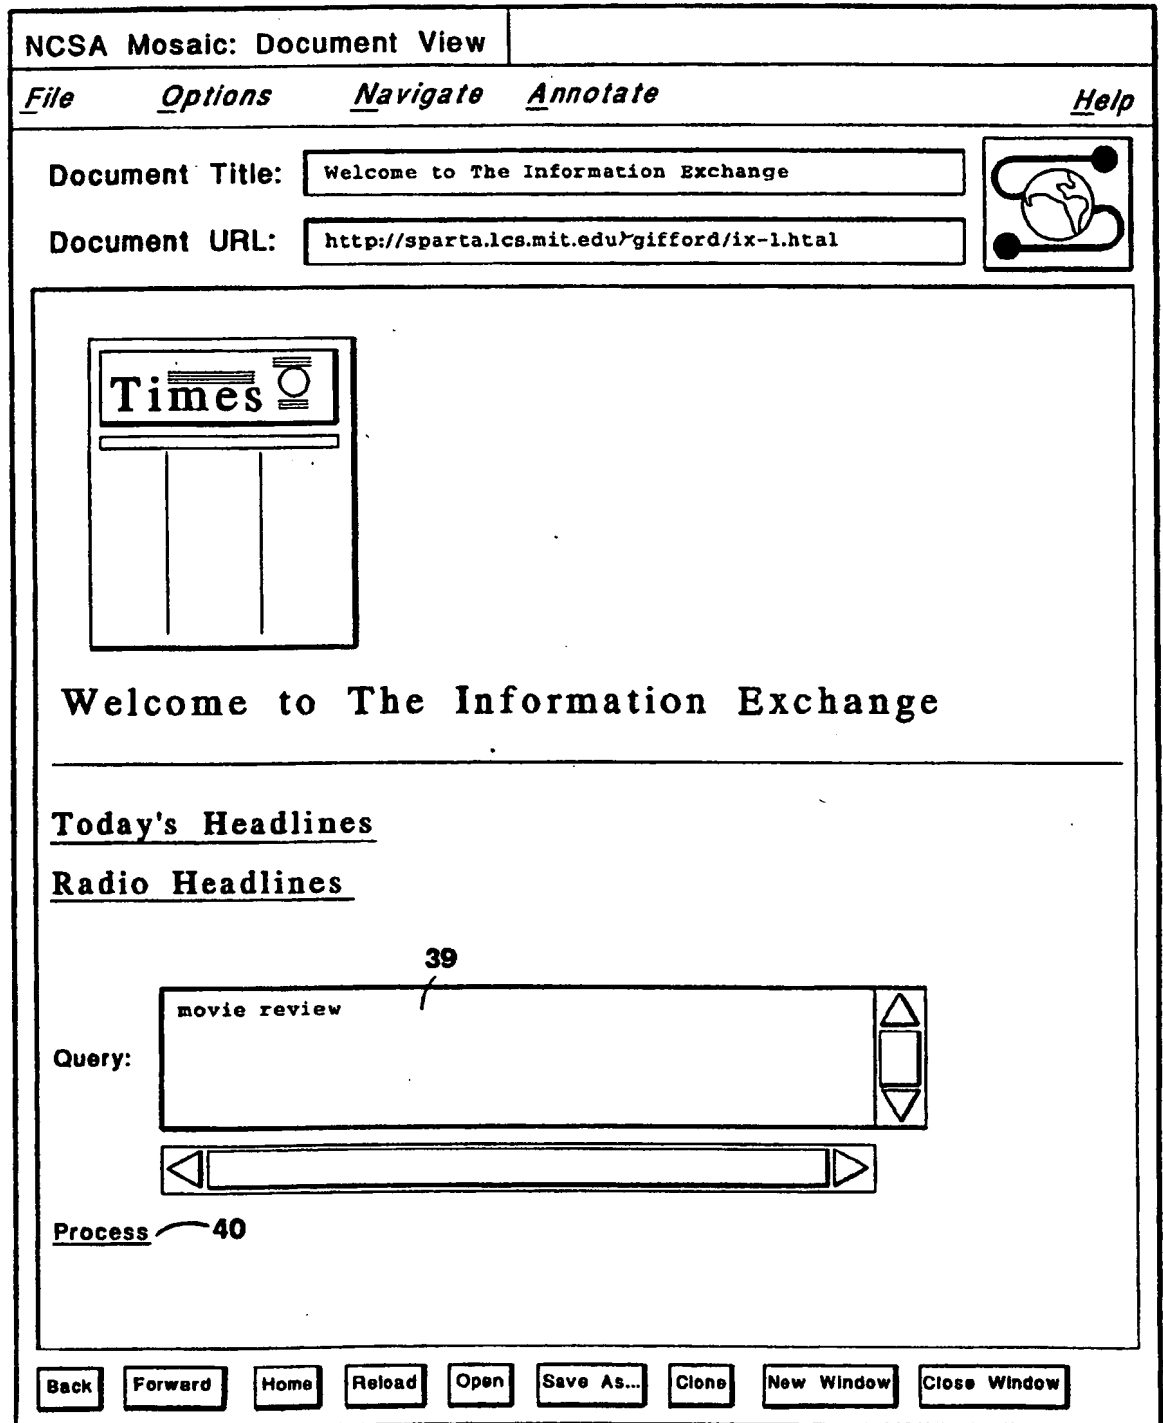 NCSA Mosaic: Document View
File Options Navigate Annotate Help
Document Title: Welcome to The Information Exchange
Document URL: http://sparta.lcs.mit.edu/~gifford/ix-1.htal
Times
Welcome to The Information Exchange
Today's Headlines
Radio Headlines
39
movie review
Query:
Process 40
Back Forward Home Reload Open Save As... Clone New Window Close Window